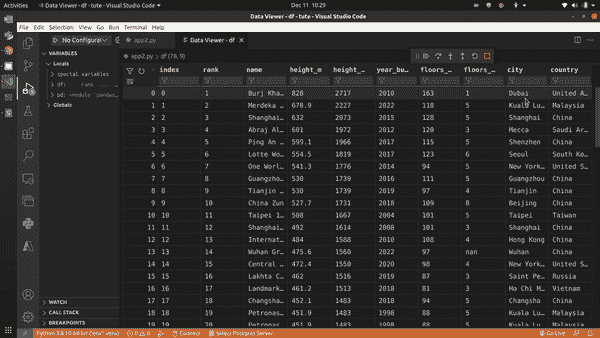 Activities
Dec 11 10:29
Data Viewer - df - tute - Visual Studio Code
File Edit Selection View Go Run Terminal Help
No Configura
app2.py
Data Viewer - df
app2.py > df (78, 9)
VARIABLES
Locals
special variables
df: rank
pd: <module 'pandas
Globals
WATCH
CALL STACK
BREAKPOINTS
index rank name height_m height_… year_bu… floors_… floors_… city country
0 0 1 Burj Kha… 828 2717 2010 163 1 Dubai United A…
1 1 2 Merdeka … 678.9 2227 2022 118 5 Kuala Lu… Malaysia
2 2 3 Shanghai… 632 2073 2015 128 5 Shanghai China
3 3 4 Abraj Al… 601 1972 2012 120 3 Mecca Saudi Ar…
4 4 5 Ping An … 599.1 1966 2017 115 5 Shenzhen China
5 5 6 Lotte Wo… 554.5 1819 2017 123 6 Seoul South Ko…
6 6 7 One Worl… 541.3 1776 2014 94 5 New York… United S…
7 7 8 Guangzho… 530 1739 2016 111 5 Guangzhou China
8 8 9 Tianjin … 530 1739 2019 97 4 Tianjin China
9 9 10 China Zun 527.7 1731 2018 109 8 Beijing China
10 10 11 Taipei 1… 508 1667 2004 101 5 Taipei Taiwan
11 11 12 Shanghai… 492 1614 2008 101 3 Shanghai China
12 12 13 Internat… 484 1588 2010 108 4 Hong Kong China
13 13 14 Wuhan Gr… 475.6 1560 2022 97 nan Wuhan China
14 14 15 Central … 472.4 1550 2020 98 4 New York… United S…
15 15 16 Lakhta C… 462 1516 2019 87 3 Saint Pe… Russia
16 16 17 Landmark… 461.2 1513 2018 81 3 Ho Chi M… Vietnam
17 17 18 Changsha… 452.1 1483 2018 94 5 Changsha China
18 18 19 Petronas… 451.9 1483 1998 88 5 Kuala Lu… Malaysia
19 19 20 Petronas… 451.9 1483 1998 88 5 Kuala Lu… Malaysia
Python 3.8.10 64-bit ('env': venv) 0 0 Connect Select Postgres Server Go Live